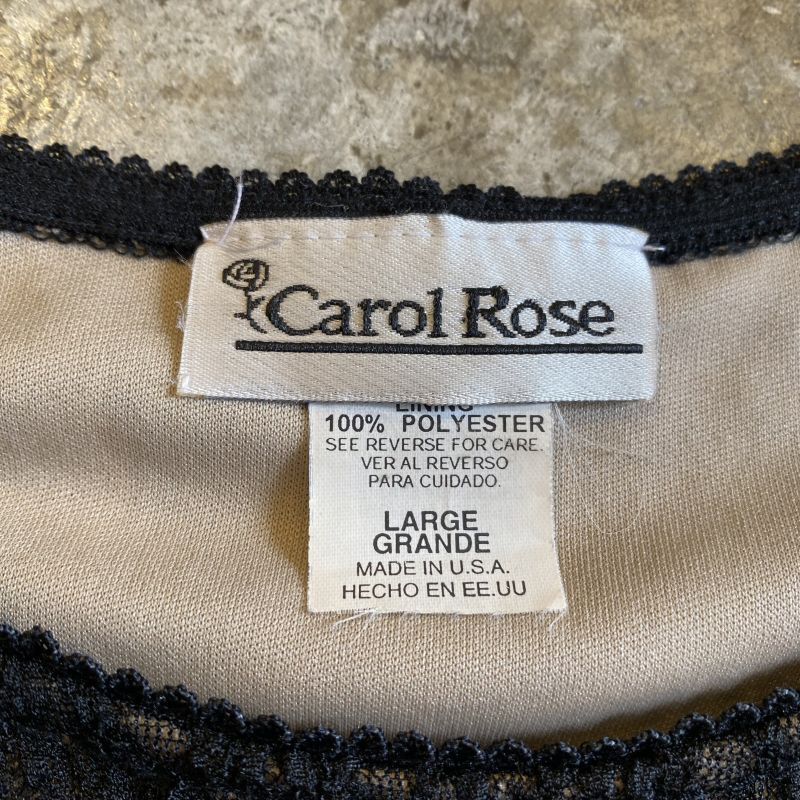 Carol Rose
LINING
100% POLYESTER
SEE REVERSE FOR CARE.
VER AL REVERSO
PARA CUIDADO.
LARGE
GRANDE
MADE IN U.S.A.
HECHO EN EE.UU